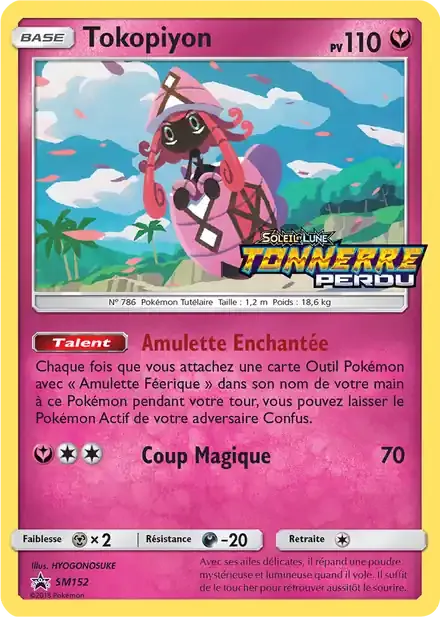 BASE Tokopiyon PV110
SOLEIL & LUNE
TONNERRE
PERDU
N° 786 Pokémon Tutélaire Taille : 1,2 m Poids : 18,6 kg
Talent Amulette Enchantée
Chaque fois que vous attachez une carte Outil Pokémon
avec « Amulette Féerique » dans son nom de votre main
à ce Pokémon pendant votre tour, vous pouvez laisser le
Pokémon Actif de votre adversaire Confus.
Coup Magique 70
Faiblesse ×2 Résistance -20 Retraite
Illus. HYOGONOSUKE
SM152
©2018 Pokémon
Avec ses ailes délicates, il répand une poudre
mystérieuse et lumineuse quand il vole. Il suffit
de le toucher pour retrouver aussitôt le sourire.